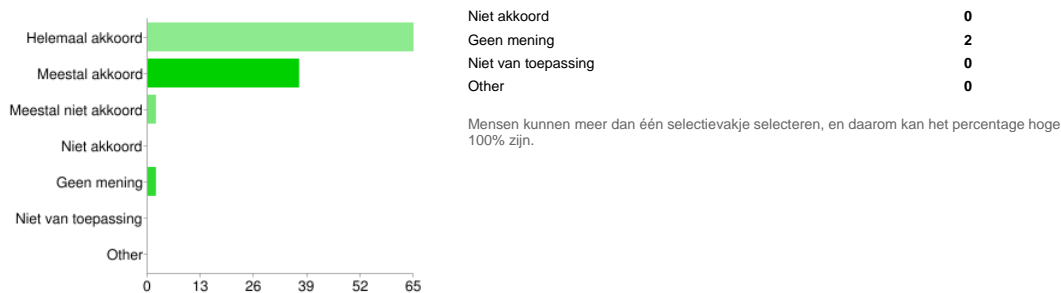 Helemaal akkoord
Meestal akkoord
Meestal niet akkoord
Niet akkoord
Geen mening
Niet van toepassing
Other
0 13 26 39 52 65
Niet akkoord 0
Geen mening 2
Niet van toepassing 0
Other 0
Mensen kunnen meer dan één selectievakje selecteren, en daarom kan het percentage hoge
100% zijn.